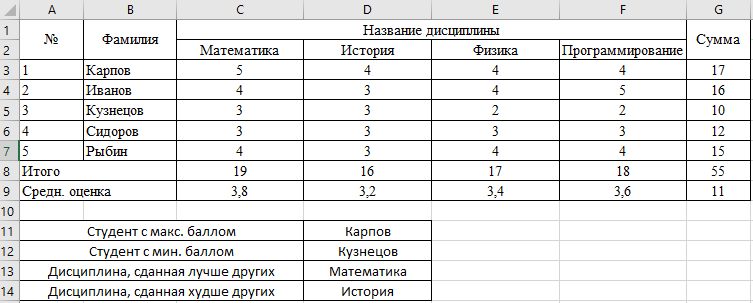 A B C D E F G
1 № Фамилия Название дисциплины Сумма
2 Математика История Физика Программирование
3 1 Карпов 5 4 4 4 17
4 2 Иванов 4 3 4 5 16
5 3 Кузнецов 3 3 2 2 10
6 4 Сидоров 3 3 3 3 12
7 5 Рыбин 4 3 4 4 15
8 Итого 19 16 17 18 55
9 Средн. оценка 3,8 3,2 3,4 3,6 11
10
11 Студент с макс. баллом Карпов
12 Студент с мин. баллом Кузнецов
13 Дисциплина, сданная лучше других Математика
14 Дисциплина, сданная худше других История